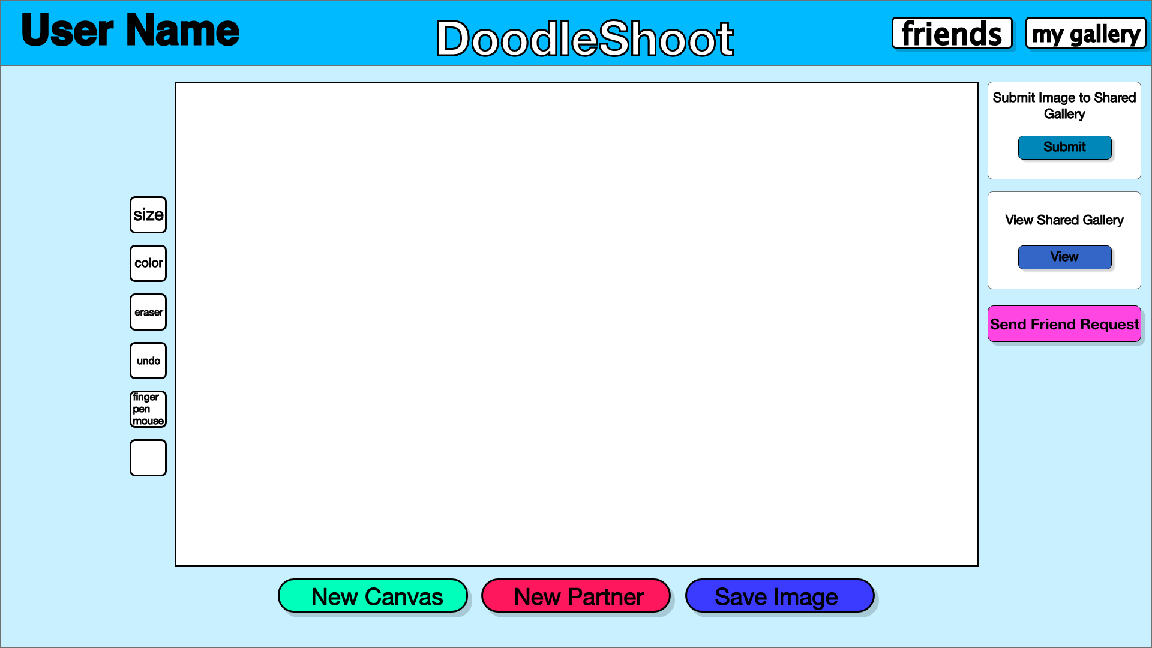 User Name
DoodleShoot
friends
my gallery
Submit Image to Shared
Gallery
Submit
View Shared Gallery
View
Send Friend Request
size
color
eraser
undo
finger
pen
mouse
New Canvas
New Partner
Save Image